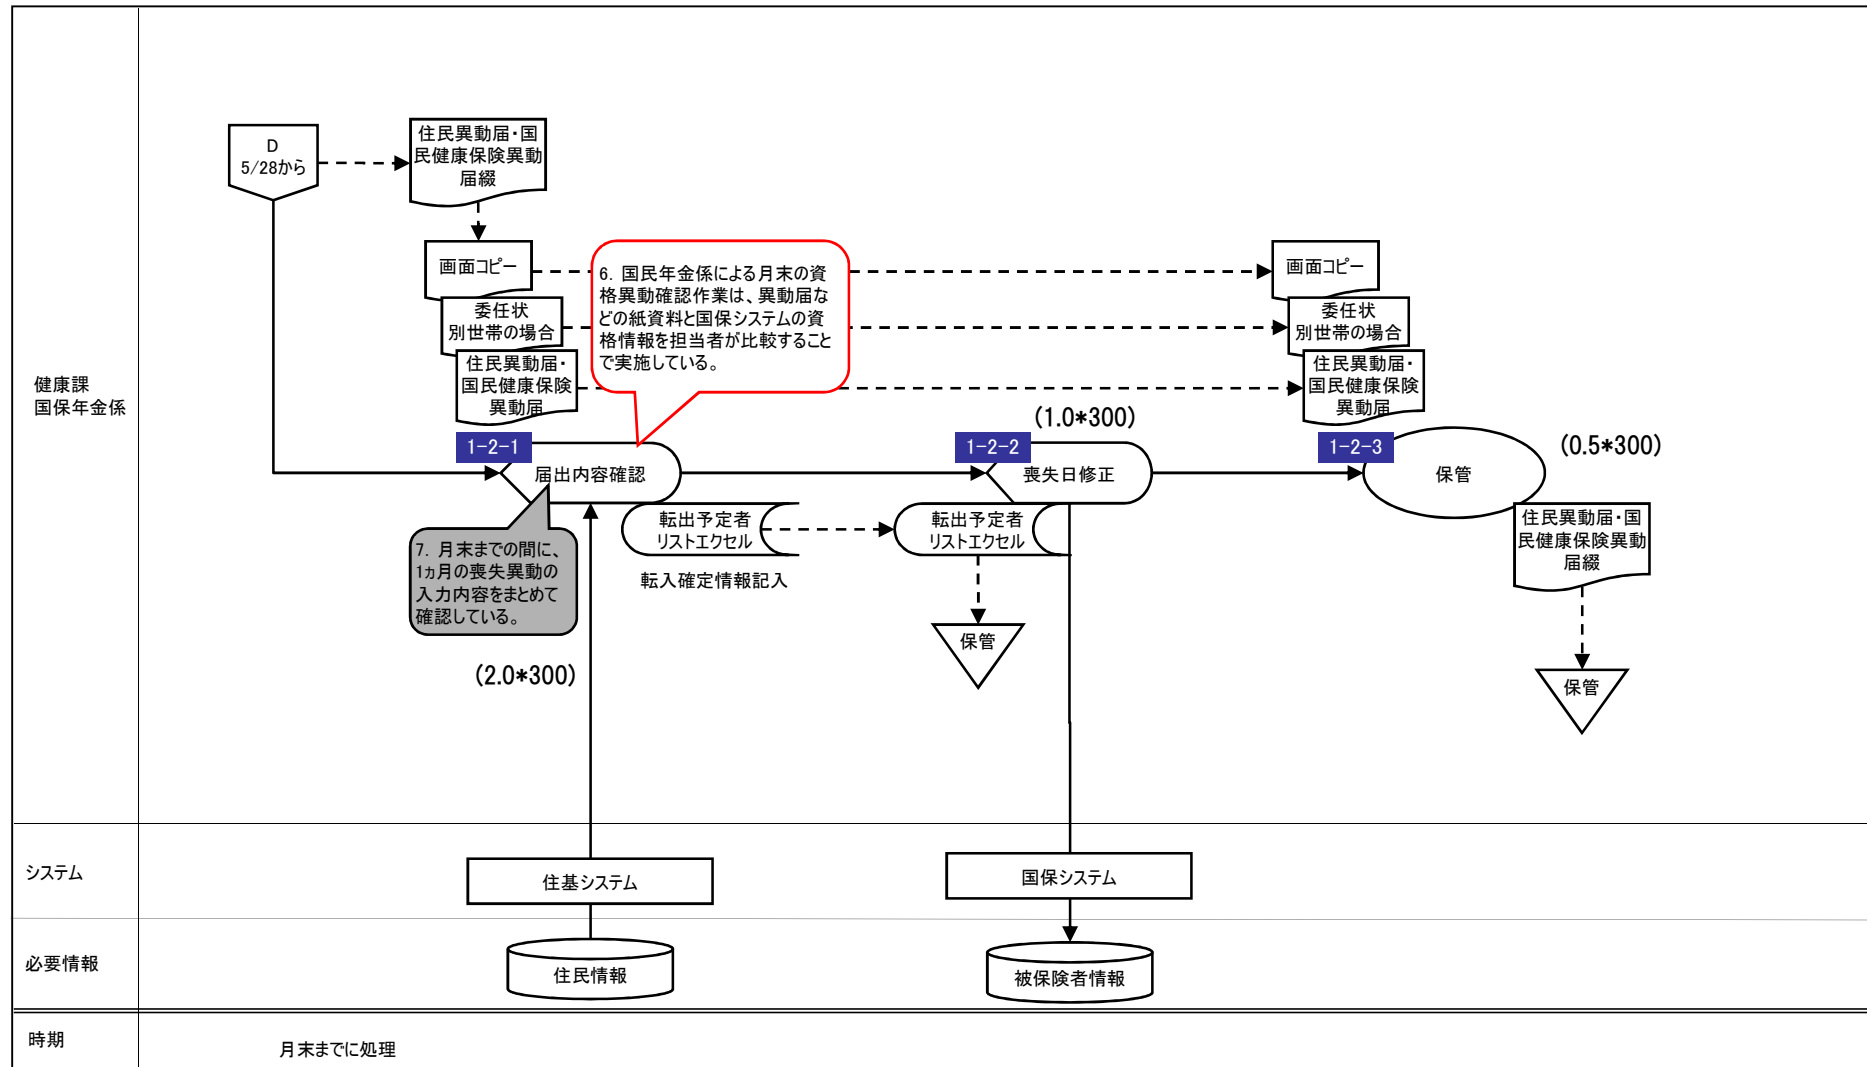 健康課
国保年金係
D
5/28から
住民異動届・国
民健康保険異動
届綴
画面コピー
委任状
別世帯の場合
住民異動届・
国民健康保険
異動届
6. 国民年金係による月末の資
格異動確認作業は、異動届な
どの紙資料と国保システムの資
格情報を担当者が比較すること
で実施している。
画面コピー
委任状
別世帯の場合
住民異動届・
国民健康保険
異動届
1-2-1
届出内容確認
(1.0*300)
1-2-2
喪失日修正
1-2-3
保管
(0.5*300)
転出予定者
リストエクセル
転入確定情報記入
転出予定者
リストエクセル
保管
住民異動届・国
民健康保険異動
届綴
保管
7. 月末までの間に、
1ヵ月の喪失異動の
入力内容をまとめて
確認している。
(2.0*300)
システム
住基システム
国保システム
必要情報
住民情報
被保険者情報
時期
月末までに処理